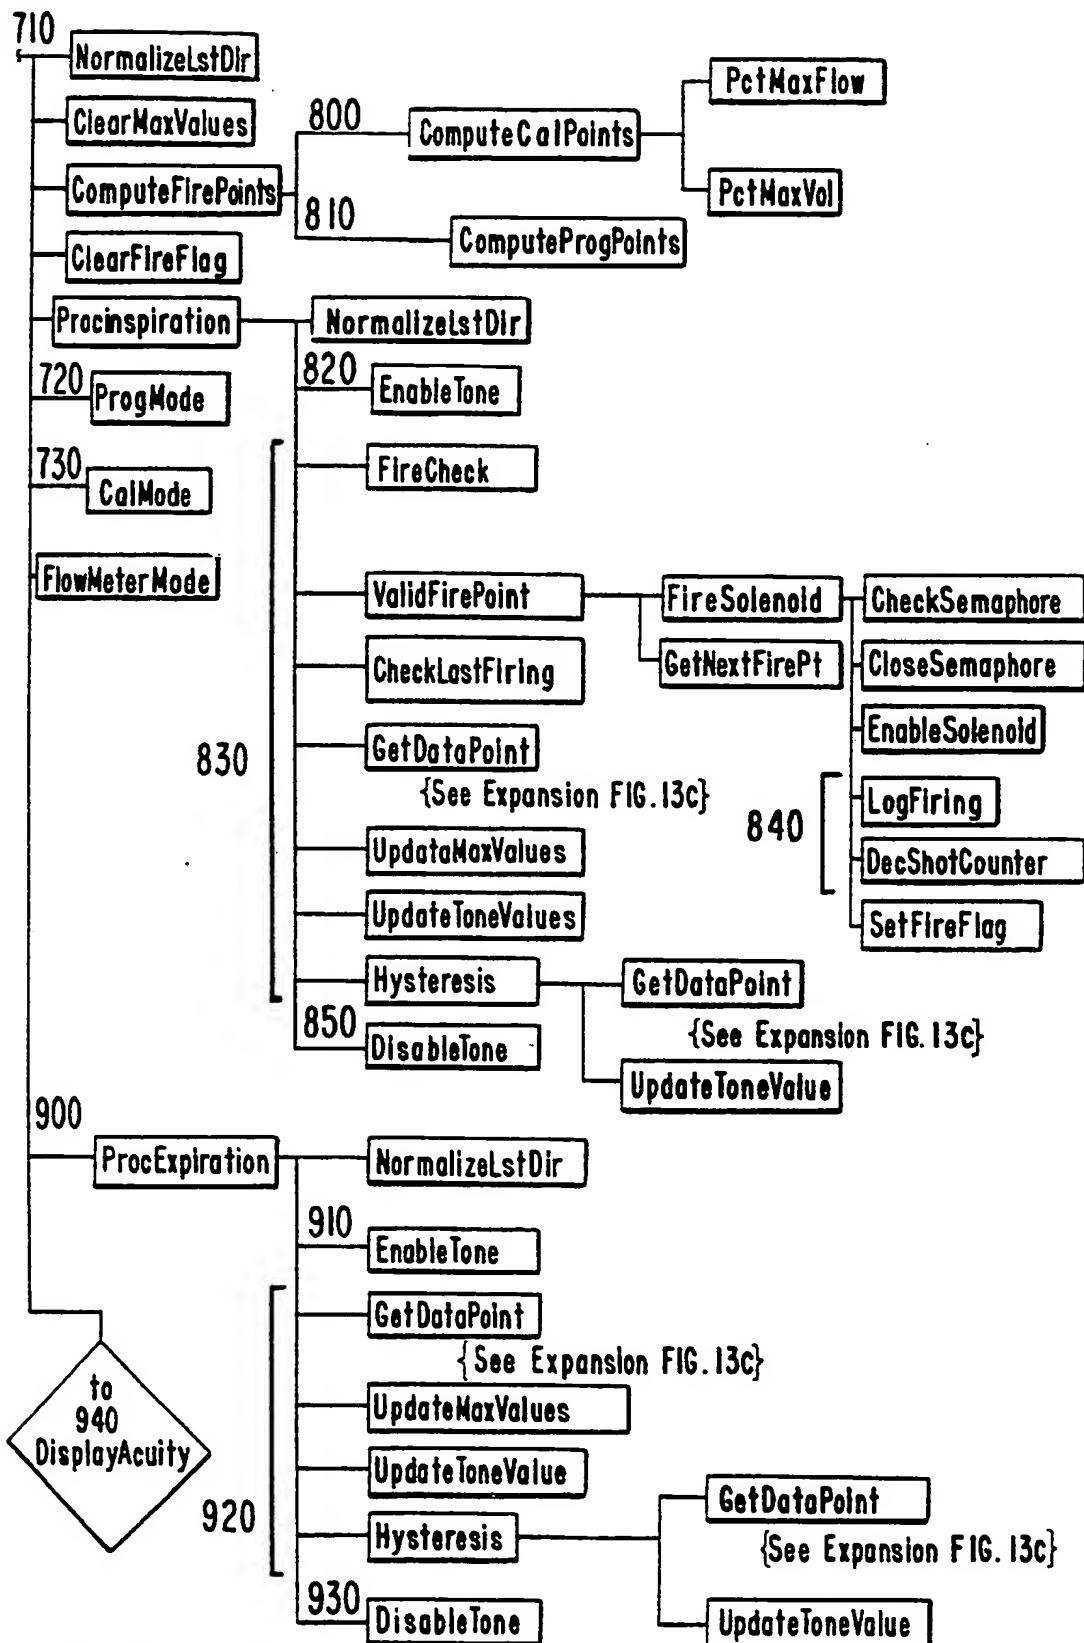 710
NormalizeLstDir
ClearMaxValues
ComputeFirePoints
800
ComputeCalPoints
PctMaxFlow
PctMaxVol
810
ComputeProgPoints
ClearFireFlag
Procinspiration
NormalizeLstDir
720
ProgMode
820
EnableTone
730
CalMode
FireCheck
FlowMeterMode
ValidFirePoint
FireSolenoid
CheckSemaphore
CheckLastFiring
GetNextFirePt
CloseSemaphore
830
GetDataPoint
{See Expansion FIG.13c}
EnableSolenoid
840
LogFiring
UpdataMaxValues
DecShotCounter
UpdateToneValues
SetFireFlag
Hysteresis
GetDataPoint
{See Expansion FIG.13c}
850
DisableTone
UpdateToneValue
900
ProcExpiration
NormalizeLstDir
910
EnableTone
GetDataPoint
{See Expansion FIG.13c}
to
940
DisplayAcuity
UpdateMaxValues
UpdateToneValue
920
Hysteresis
GetDataPoint
{See Expansion FIG.13c}
930
DisableTone
UpdateToneValue